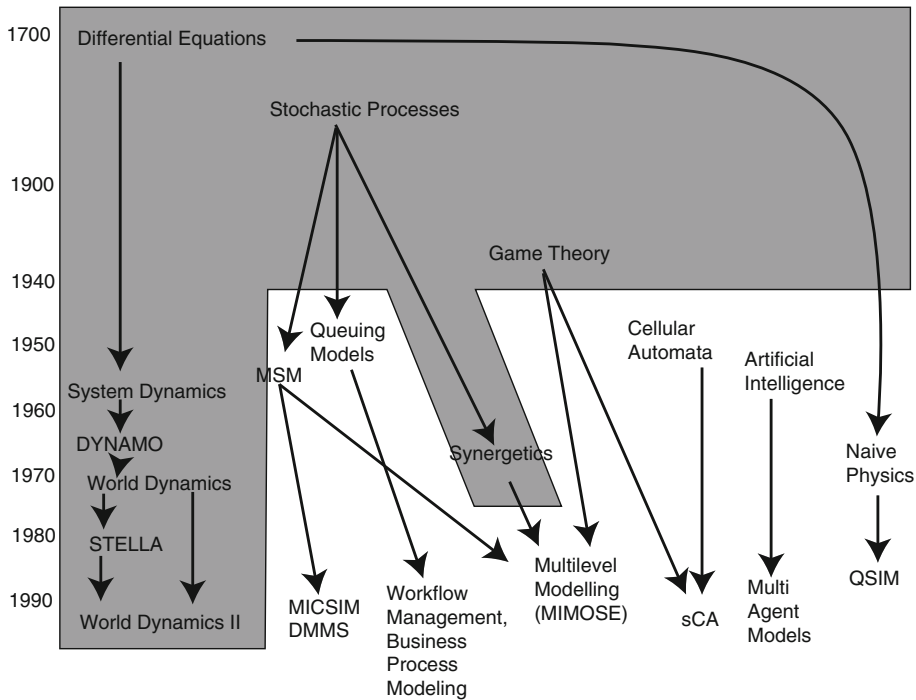 1700
Differential Equations
Stochastic Processes
1900
Game Theory
1940
Queuing
Models
Cellular
Automata
1950
MSM
Artificial
Intelligence
System Dynamics
1960
DYNAMO
Synergetics
Naive
Physics
1970
World Dynamics
1980
STELLA
Multilevel
Modelling
(MIMOSE)
QSIM
1990
World Dynamics II
MICSIM
DMMS
Workflow
Management,
Business
Process
Modeling
sCA
Multi
Agent
Models